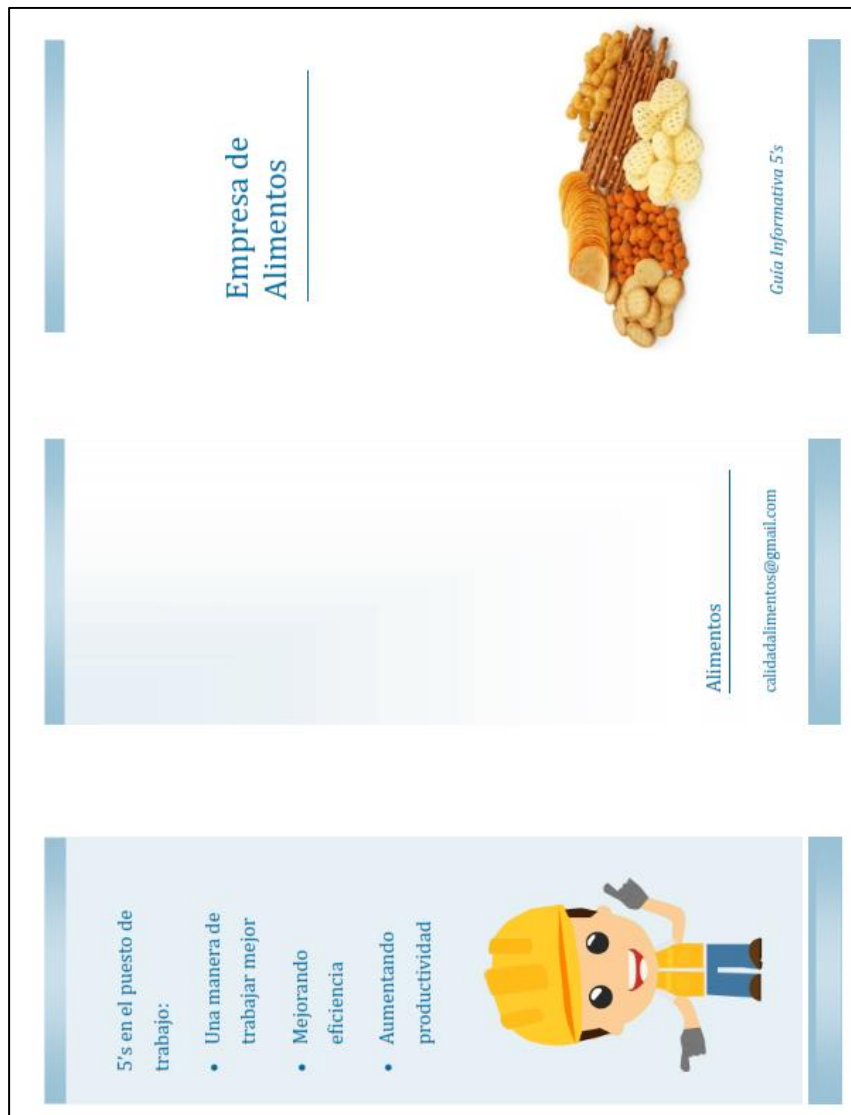 5's en el puesto de
trabajo:
• Una manera de
trabajar mejor
• Mejorando
eficiencia
• Aumentando
productividad
Alimentos
calidadalimentos@gmail.com
Empresa de
Alimentos
Guía Informativa 5's